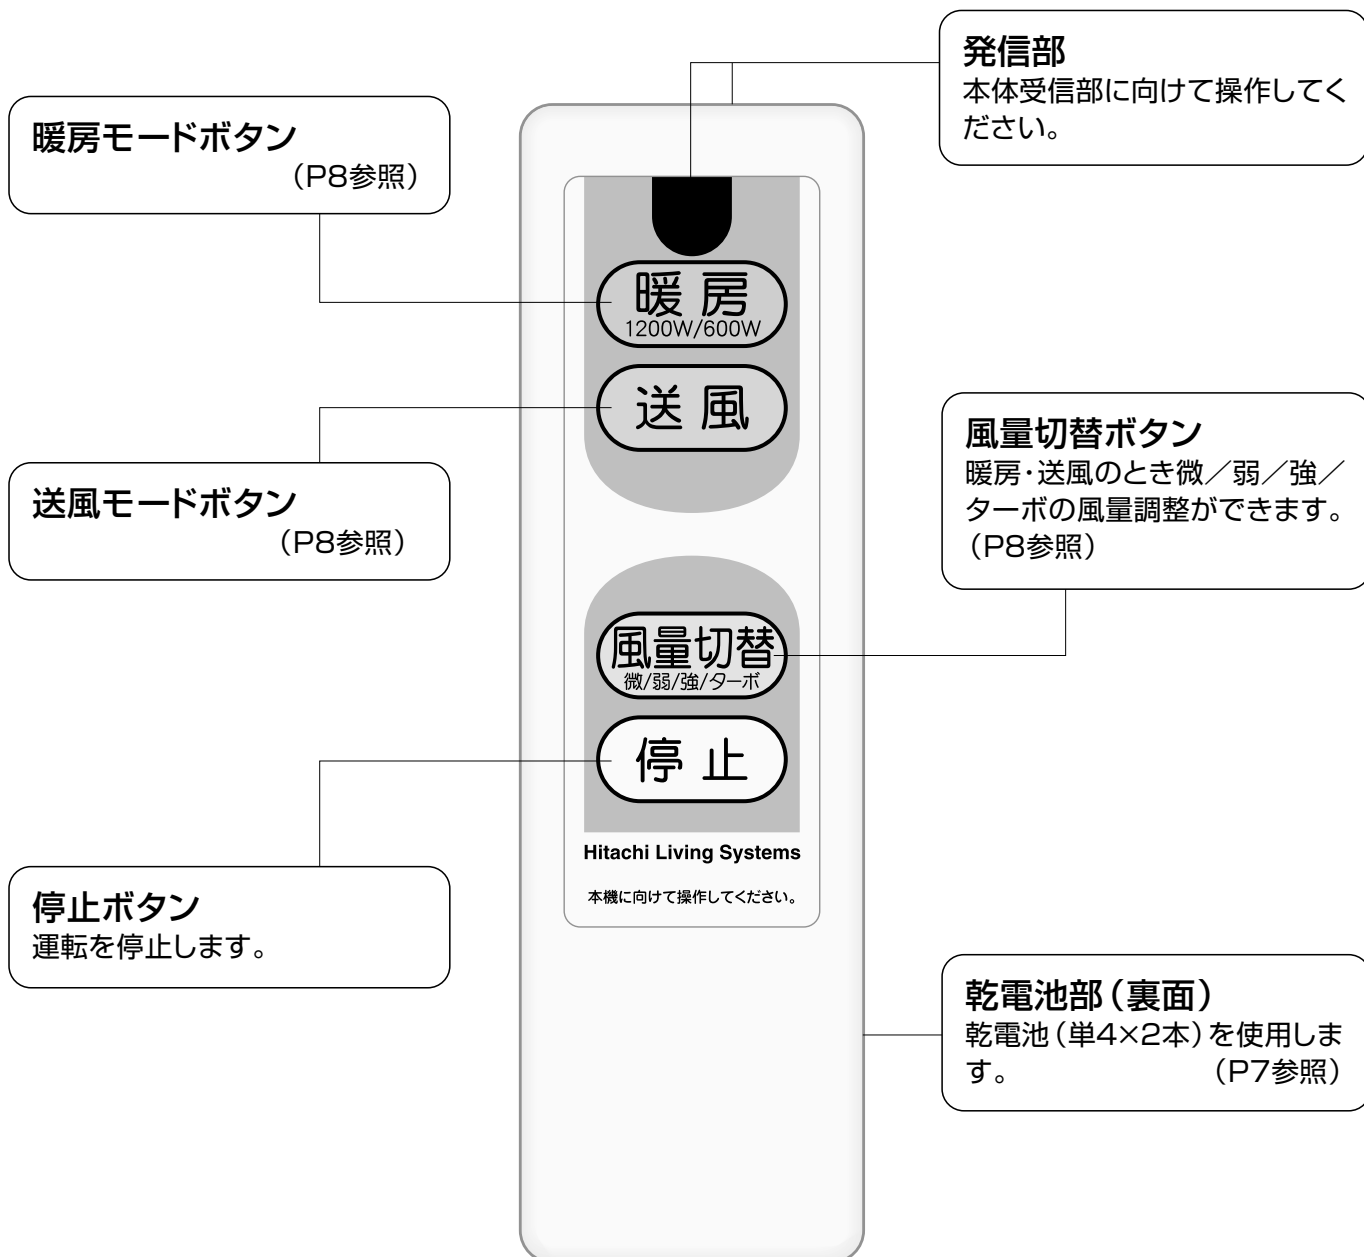 発信部
本体受信部に向けて操作してく
ださい。
暖房モードボタン
（P8参照）
暖房
1200W/600W
送風
送風モードボタン
（P8参照）
風量切替ボタン
暖房・送風のとき微／弱／強／
ターボの風量調整ができます。
（P8参照）
風量切替
微/弱/強/ターボ
停止
Hitachi Living Systems
本機に向けて操作してください。
停止ボタン
運転を停止します。
乾電池部（裏面）
乾電池（単4×2本）を使用しま
す。 （P7参照）